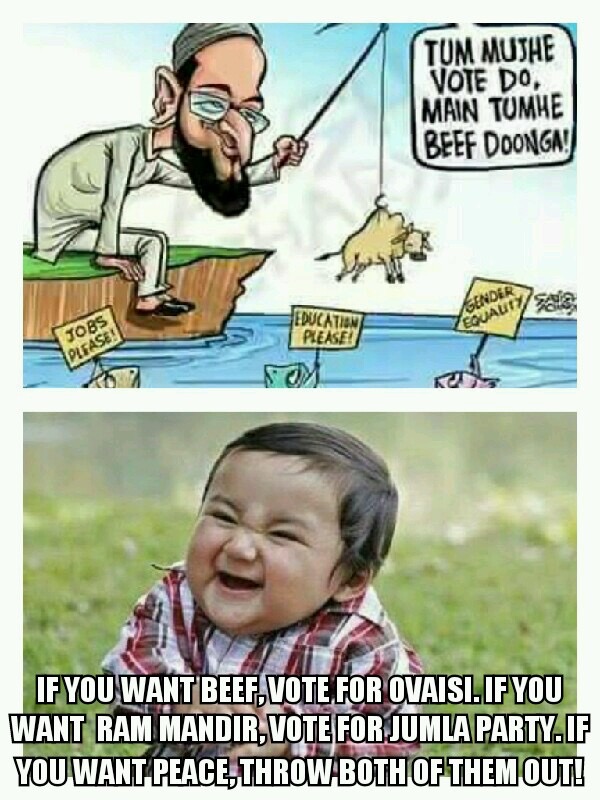 TUM MUJHE
VOTE DO,
MAIN TUMHE
BEEF DOONGA!
JOBS
PLEASE!
EDUCATION
PLEASE!
GENDER
EQUALITY
IF YOU WANT BEEF, VOTE FOR OVAISI. IF YOU
WANT RAM MANDIR, VOTE FOR JUMLA PARTY. IF
YOU WANT PEACE, THROW BOTH OF THEM OUT!